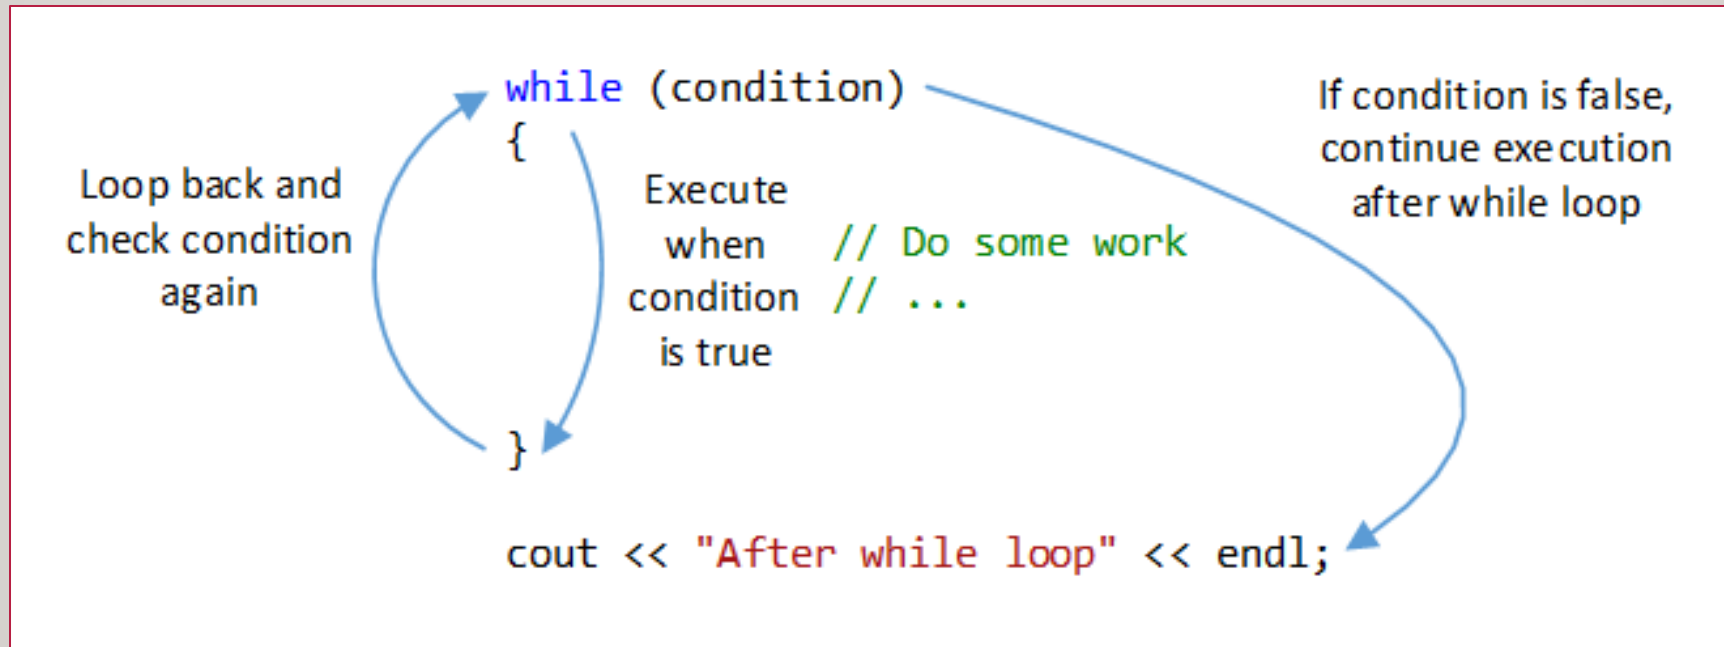 while (condition)
{
Loop back and
check condition
again
Execute
when
condition
is true
// Do some work
// ...
}
If condition is false,
continue execution
after while loop
cout << "After while loop" << endl;